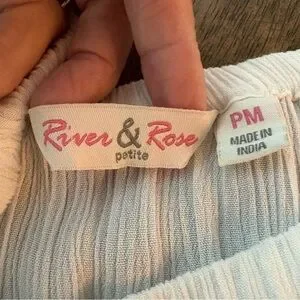 River & Rose
petite
PM
MADE IN
INDIA